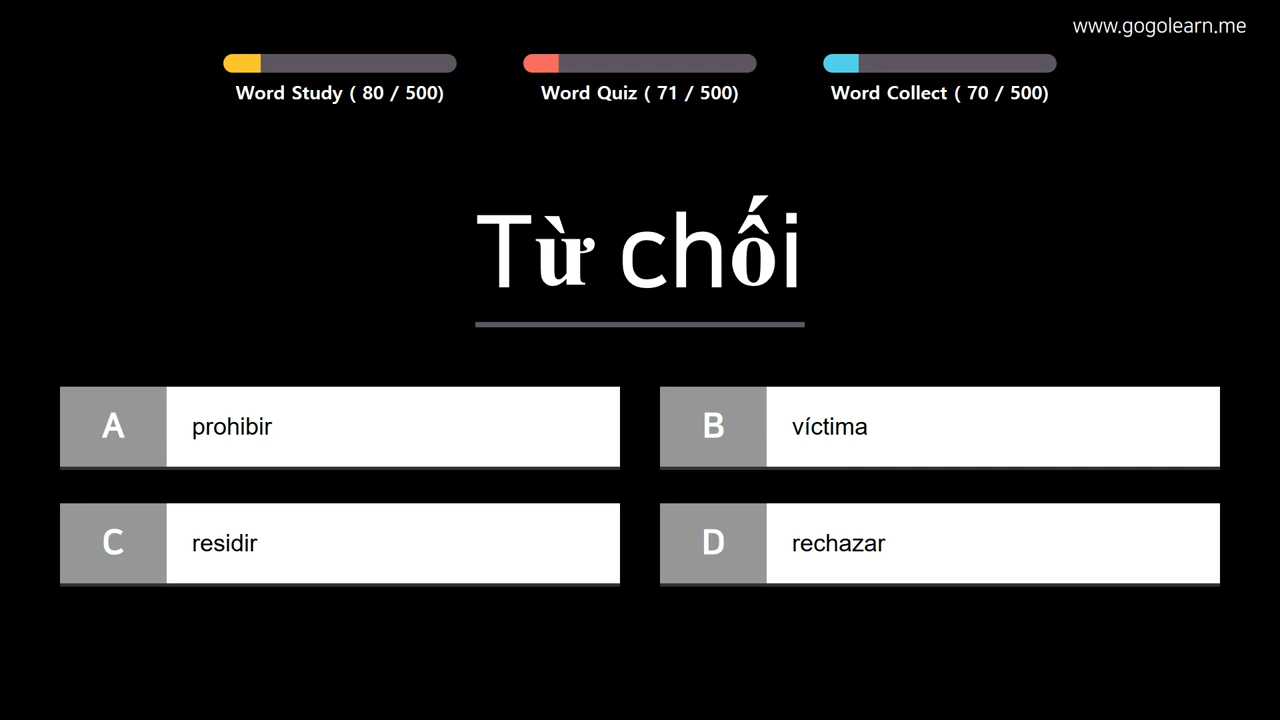 www.gogolearn.me
Word Study ( 80 / 500)
Word Quiz ( 71 / 500)
Word Collect ( 70 / 500)
Từ chối
A prohibir
B víctima
C residir
D rechazar